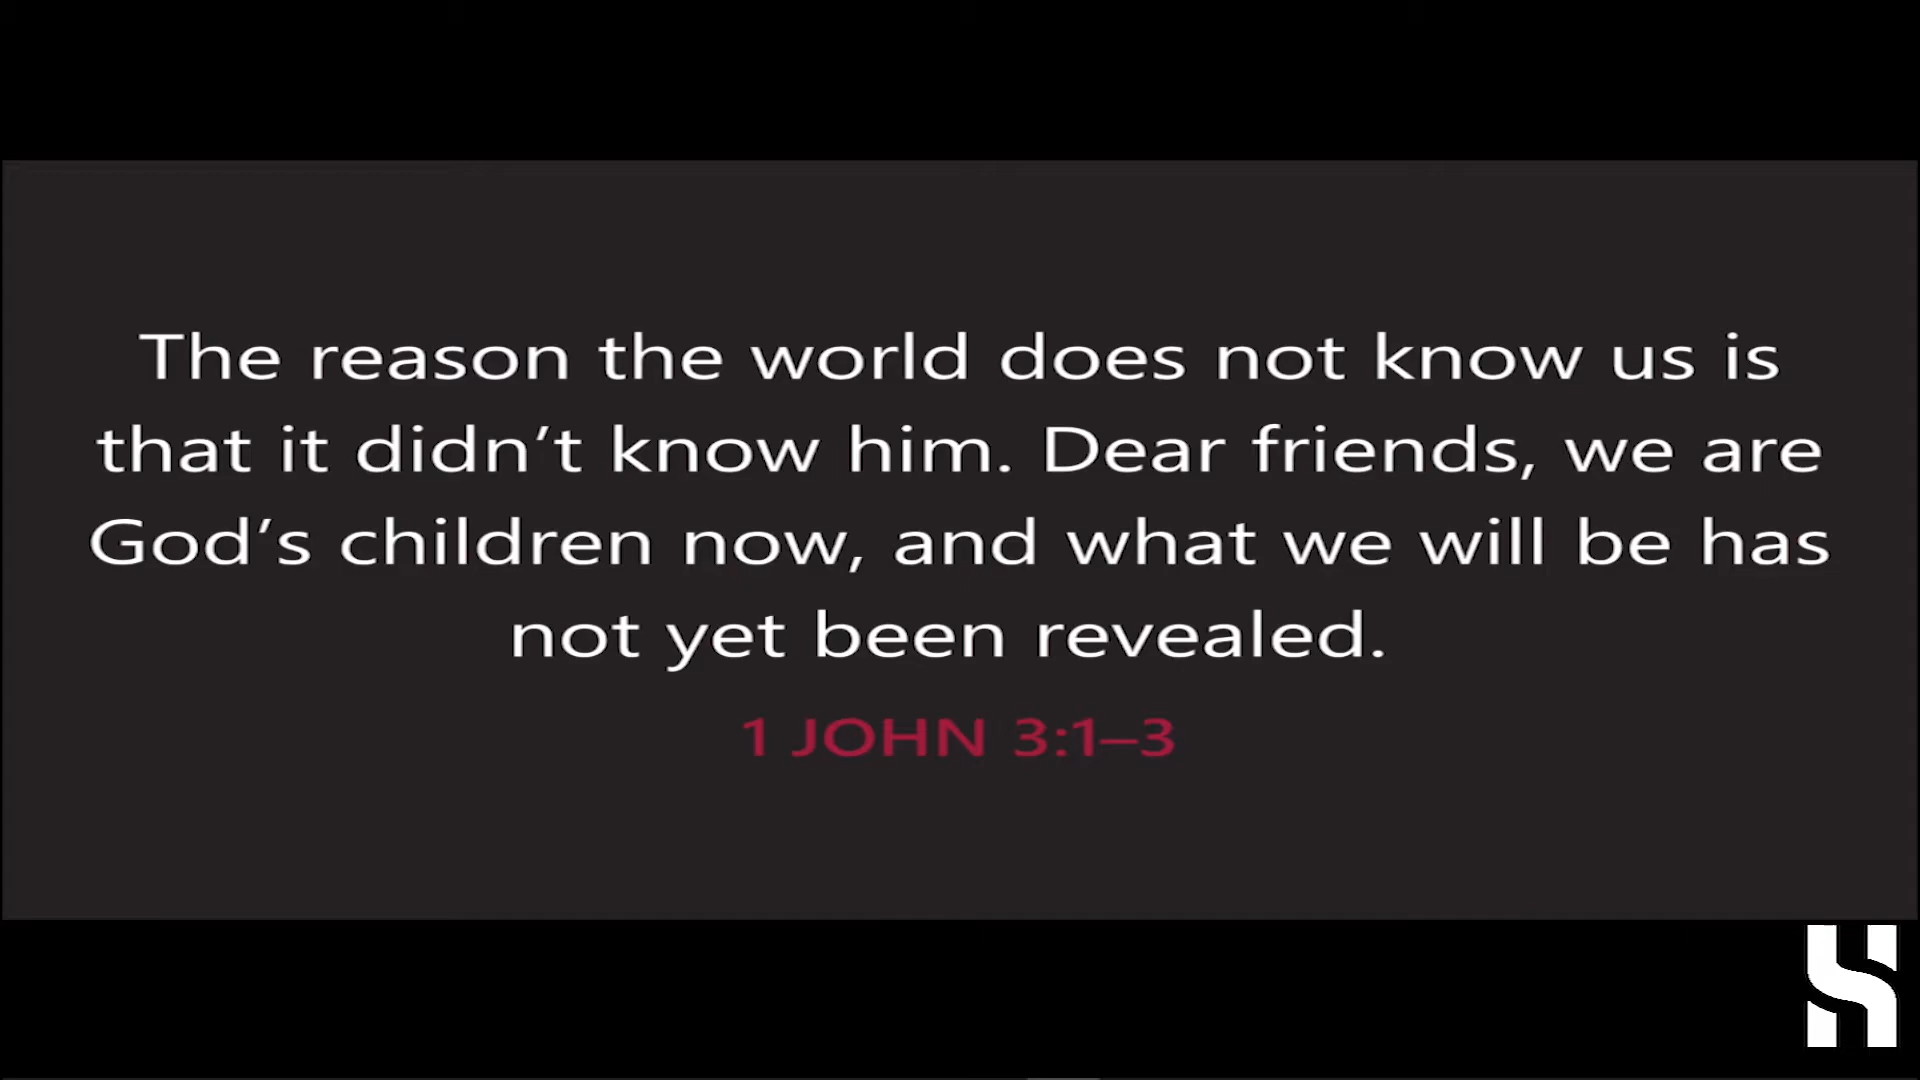 The reason the world does not know us is
that it didn’t know him. Dear friends, we are
God’s children now, and what we will be has
not yet been revealed.
1 JOHN 3:1–3